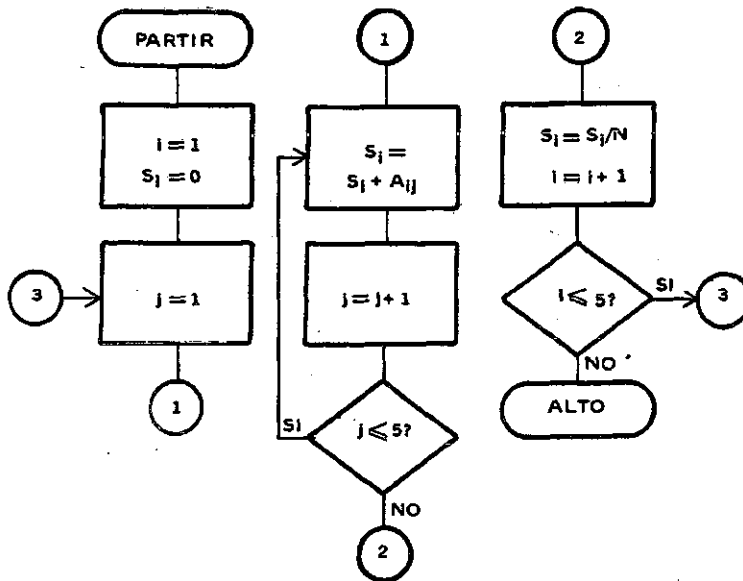 PARTIR
i = 1
S_i = 0
3
j = 1
1
1
S_i =
S_i + A_ij
j = j + 1
j ⩽ 5?
SI
NO
2
2
S_i = S_i/N
i = i + 1
i ⩽ 5?
SI
3
NO
ALTO